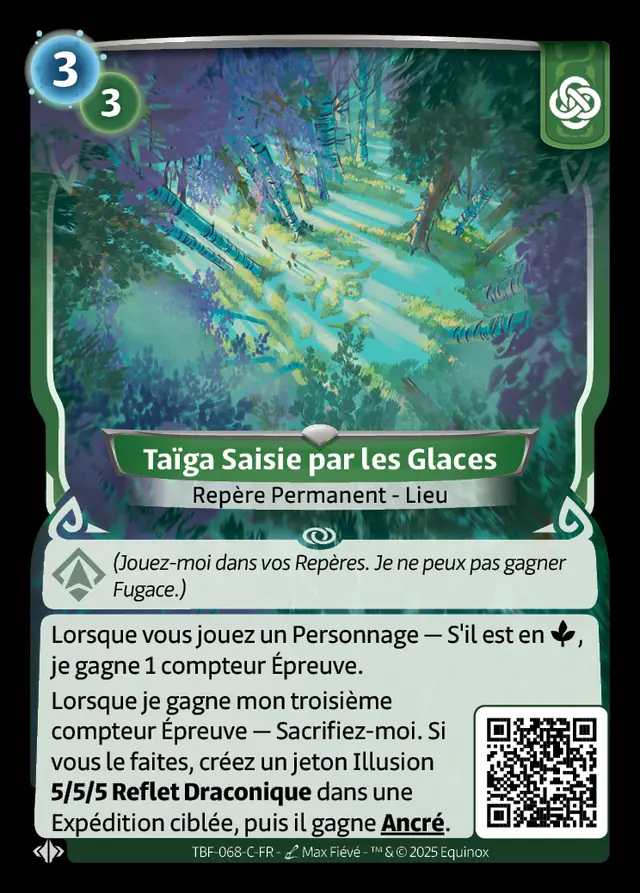 3
3
Taïga Saisie par les Glaces
Repère Permanent - Lieu
(Jouez-moi dans vos Repères. Je ne peux pas gagner
Fugace.)
Lorsque vous jouez un Personnage — S'il est en ,
je gagne 1 compteur Épreuve.
Lorsque je gagne mon troisième
compteur Épreuve — Sacrifiez-moi. Si
vous le faites, créez un jeton Illusion
5/5/5 Reflet Draconique dans une
Expédition ciblée, puis il gagne Ancré.
TBF-068-C-FR - Max Fiévé - ™ & © 2025 Equinox